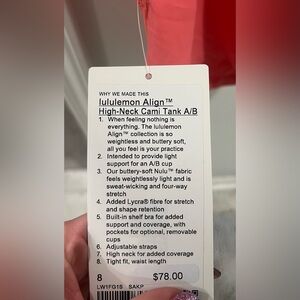 WHY WE MADE THIS
lululemon Align™
High-Neck Cami Tank A/B
1. When feeling nothing is
everything. The lululemon
Align™ collection is so
weightless and buttery soft,
all you feel is your practice
2. Intended to provide light
support for an A/B cup
3. Our buttery-soft Nulu™ fabric
feels weightlessly light and is
sweat-wicking and four-way
stretch
4. Added Lycra® fibre for stretch
and shape retention
5. Built-in shelf bra for added
support and coverage, with
pockets for optional, removable
cups
6. Adjustable straps
7. High neck for added coverage
8. Tight fit, waist length
8 $78.00